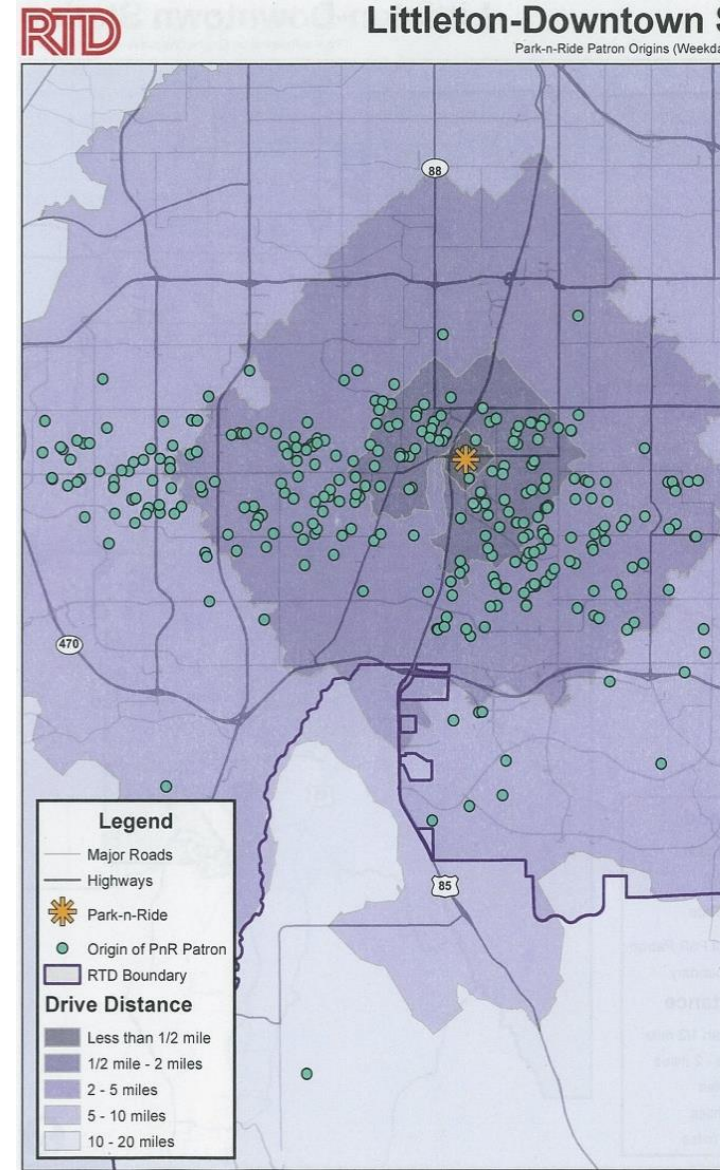 RTD
Littleton-Downtown S
Park-n-Ride Patron Origins (Weekda
88
470
85
Legend
Major Roads
Highways
Park-n-Ride
Origin of PnR Patron
RTD Boundary
Drive Distance
Less than 1/2 mile
1/2 mile - 2 miles
2 - 5 miles
5 - 10 miles
10 - 20 miles